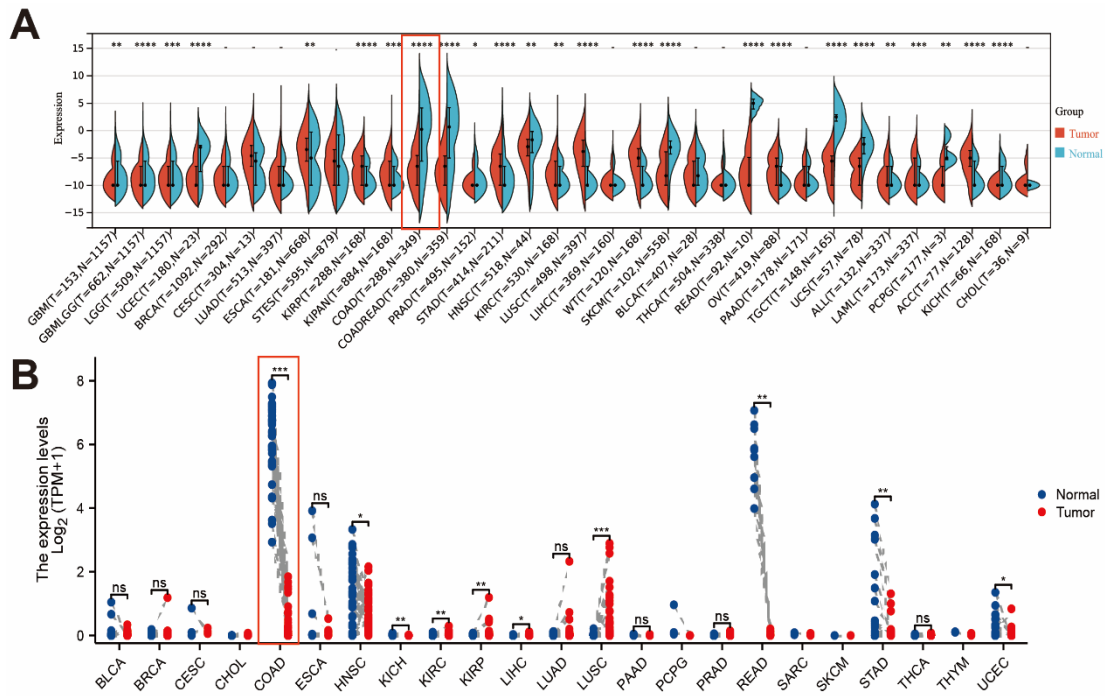 A
** **** *** **** - - - ** - **** *** **** **** * **** ** ** **** - **** **** - - **** **** - **** **** ** *** ** **** **** -
15
10
5
0
−5
−10
−15
Expression
Group
Tumor
Normal
GBM(T=153,N=1157)
GBMLGG(T=662,N=1157)
LGG(T=509,N=1157)
UCEC(T=180,N=23)
BRCA(T=1092,N=292)
CESC(T=304,N=13)
LUAD(T=513,N=397)
ESCA(T=181,N=668)
STES(T=595,N=879)
KIRP(T=288,N=168)
KIPAN(T=884,N=168)
COAD(T=288,N=349)
COADREAD(T=380,N=359)
PRAD(T=495,N=152)
STAD(T=414,N=211)
HNSC(T=518,N=44)
KIRC(T=530,N=168)
LUSC(T=498,N=397)
LIHC(T=369,N=160)
WT(T=120,N=168)
SKCM(T=102,N=558)
BLCA(T=407,N=28)
THCA(T=504,N=338)
READ(T=92,N=10)
OV(T=419,N=88)
PAAD(T=178,N=171)
TGCT(T=148,N=165)
UCS(T=57,N=78)
ALL(T=132,N=337)
LAML(T=173,N=337)
PCPG(T=177,N=3)
ACC(T=77,N=128)
KICH(T=66,N=168)
CHOL(T=36,N=9)
B
The expression levels
Log2 (TPM+1)
8
6
4
2
0
ns ns ns *** ns * ** ** ** * ns *** ns ns ** ** ns *
Normal
Tumor
BLCA
BRCA
CESC
CHOL
COAD
ESCA
HNSC
KICH
KIRC
KIRP
LIHC
LUAD
LUSC
PAAD
PCPG
PRAD
READ
SARC
SKCM
STAD
THCA
THYM
UCEC